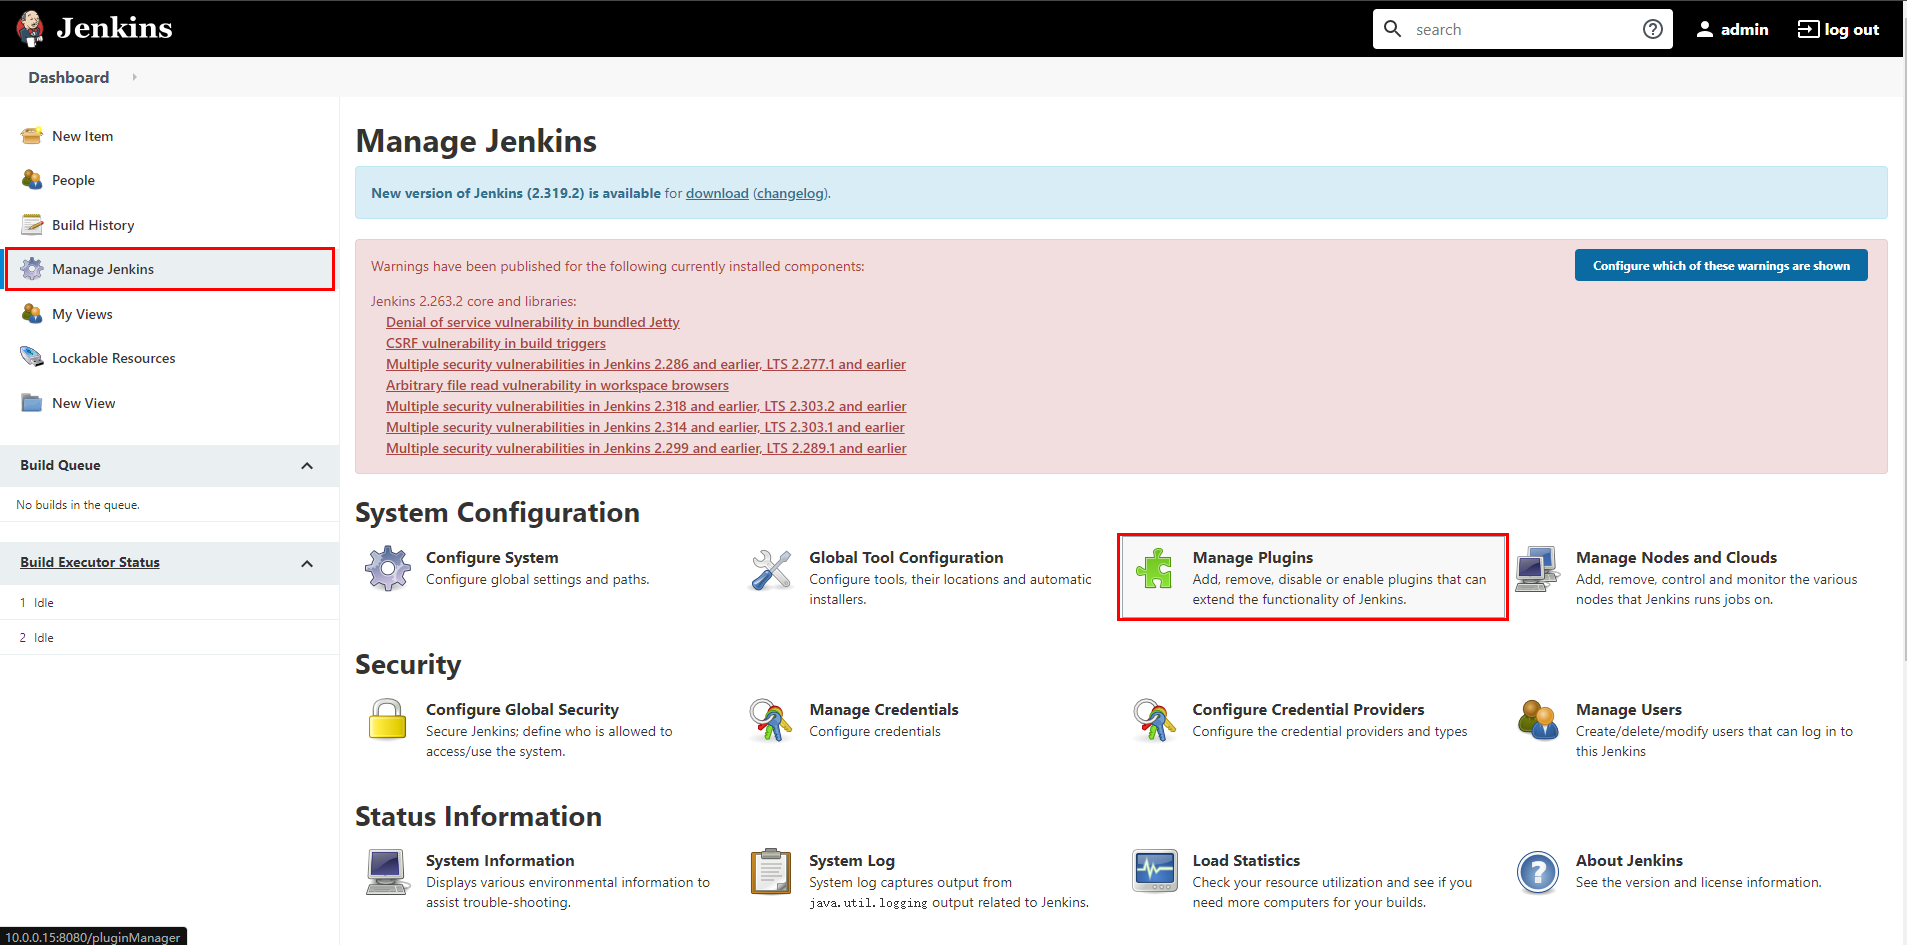 Jenkins
search
admin
log out
Dashboard
New Item
People
Build History
Manage Jenkins
My Views
Lockable Resources
New View
Build Queue
No builds in the queue.
Build Executor Status
1 Idle
2 Idle
Manage Jenkins
New version of Jenkins (2.319.2) is available for download (changelog).
Warnings have been published for the following currently installed components:
Configure which of these warnings are shown
Jenkins 2.263.2 core and libraries:
Denial of service vulnerability in bundled Jetty
CSRF vulnerability in build triggers
Multiple security vulnerabilities in Jenkins 2.286 and earlier, LTS 2.277.1 and earlier
Arbitrary file read vulnerability in workspace browsers
Multiple security vulnerabilities in Jenkins 2.318 and earlier, LTS 2.303.2 and earlier
Multiple security vulnerabilities in Jenkins 2.314 and earlier, LTS 2.303.1 and earlier
Multiple security vulnerabilities in Jenkins 2.299 and earlier, LTS 2.289.1 and earlier
System Configuration
Configure System
Configure global settings and paths.
Global Tool Configuration
Configure tools, their locations and automatic
installers.
Manage Plugins
Add, remove, disable or enable plugins that can
extend the functionality of Jenkins.
Manage Nodes and Clouds
Add, remove, control and monitor the various
nodes that Jenkins runs jobs on.
Security
Configure Global Security
Secure Jenkins; define who is allowed to
access/use the system.
Manage Credentials
Configure credentials
Configure Credential Providers
Configure the credential providers and types
Manage Users
Create/delete/modify users that can log in to
this Jenkins
Status Information
System Information
Displays various environmental information to
assist trouble-shooting.
System Log
System log captures output from
java.util.logging output related to Jenkins.
Load Statistics
Check your resource utilization and see if you
need more computers for your builds.
About Jenkins
See the version and license information.
10.0.0.15:8080/pluginManager